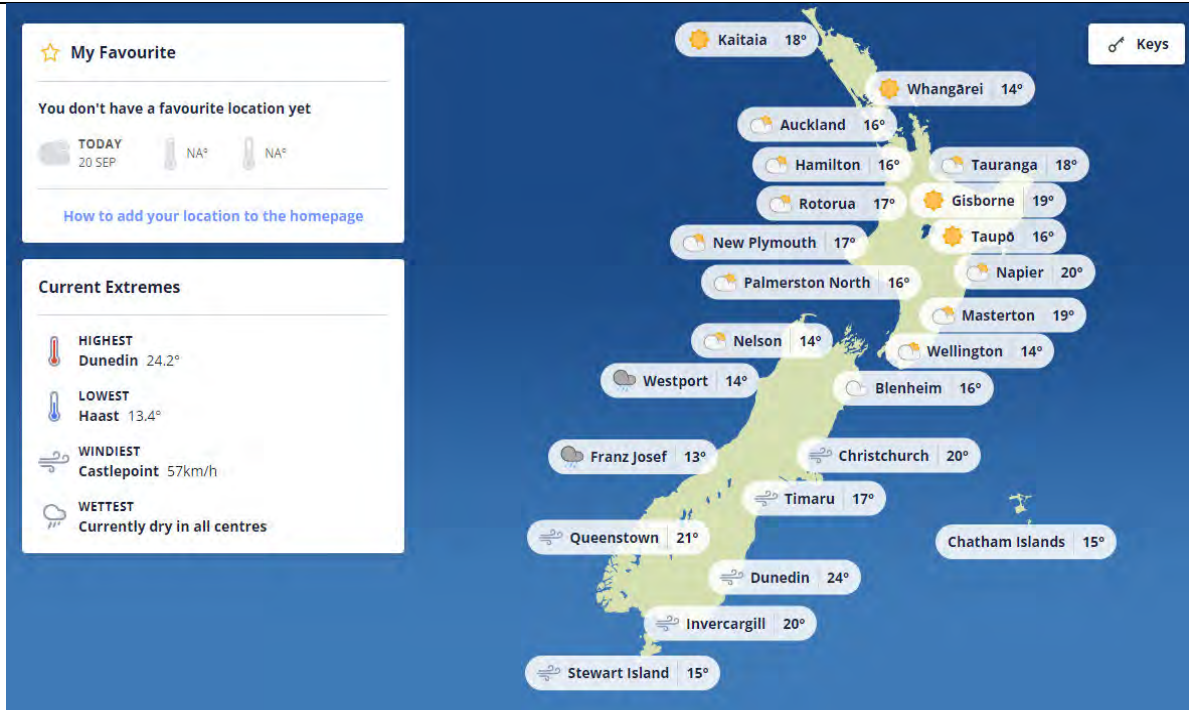 My Favourite
You don't have a favourite location yet
TODAY
20 SEP
NA°
NA°
How to add your location to the homepage
Current Extremes
HIGHEST
Dunedin 24.2°
LOWEST
Haast 13.4°
WINDIEST
Castlepoint 57km/h
WETTEST
Currently dry in all centres
Keys
Kaitaia 18°
Whangārei 14°
Auckland 16°
Hamilton 16°
Tauranga 18°
Rotorua 17°
Gisborne 19°
New Plymouth 17°
Taupō 16°
Palmerston North 16°
Napier 20°
Masterton 19°
Nelson 14°
Wellington 14°
Westport 14°
Blenheim 16°
Franz Josef 13°
Christchurch 20°
Timaru 17°
Queenstown 21°
Chatham Islands 15°
Dunedin 24°
Invercargill 20°
Stewart Island 15°